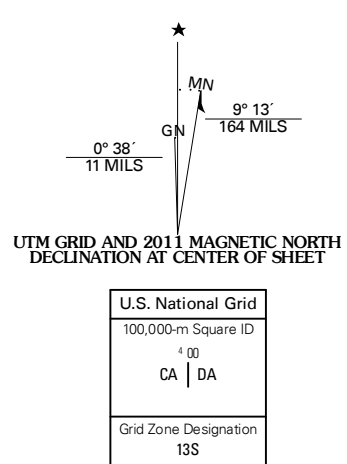 ★
MN
GN
9° 13´
164 MILS
0° 38´
11 MILS
UTM GRID AND 2011 MAGNETIC NORTH
DECLINATION AT CENTER OF SHEET
U.S. National Grid
100,000-m Square ID
4 00
CA | DA
Grid Zone Designation
13S